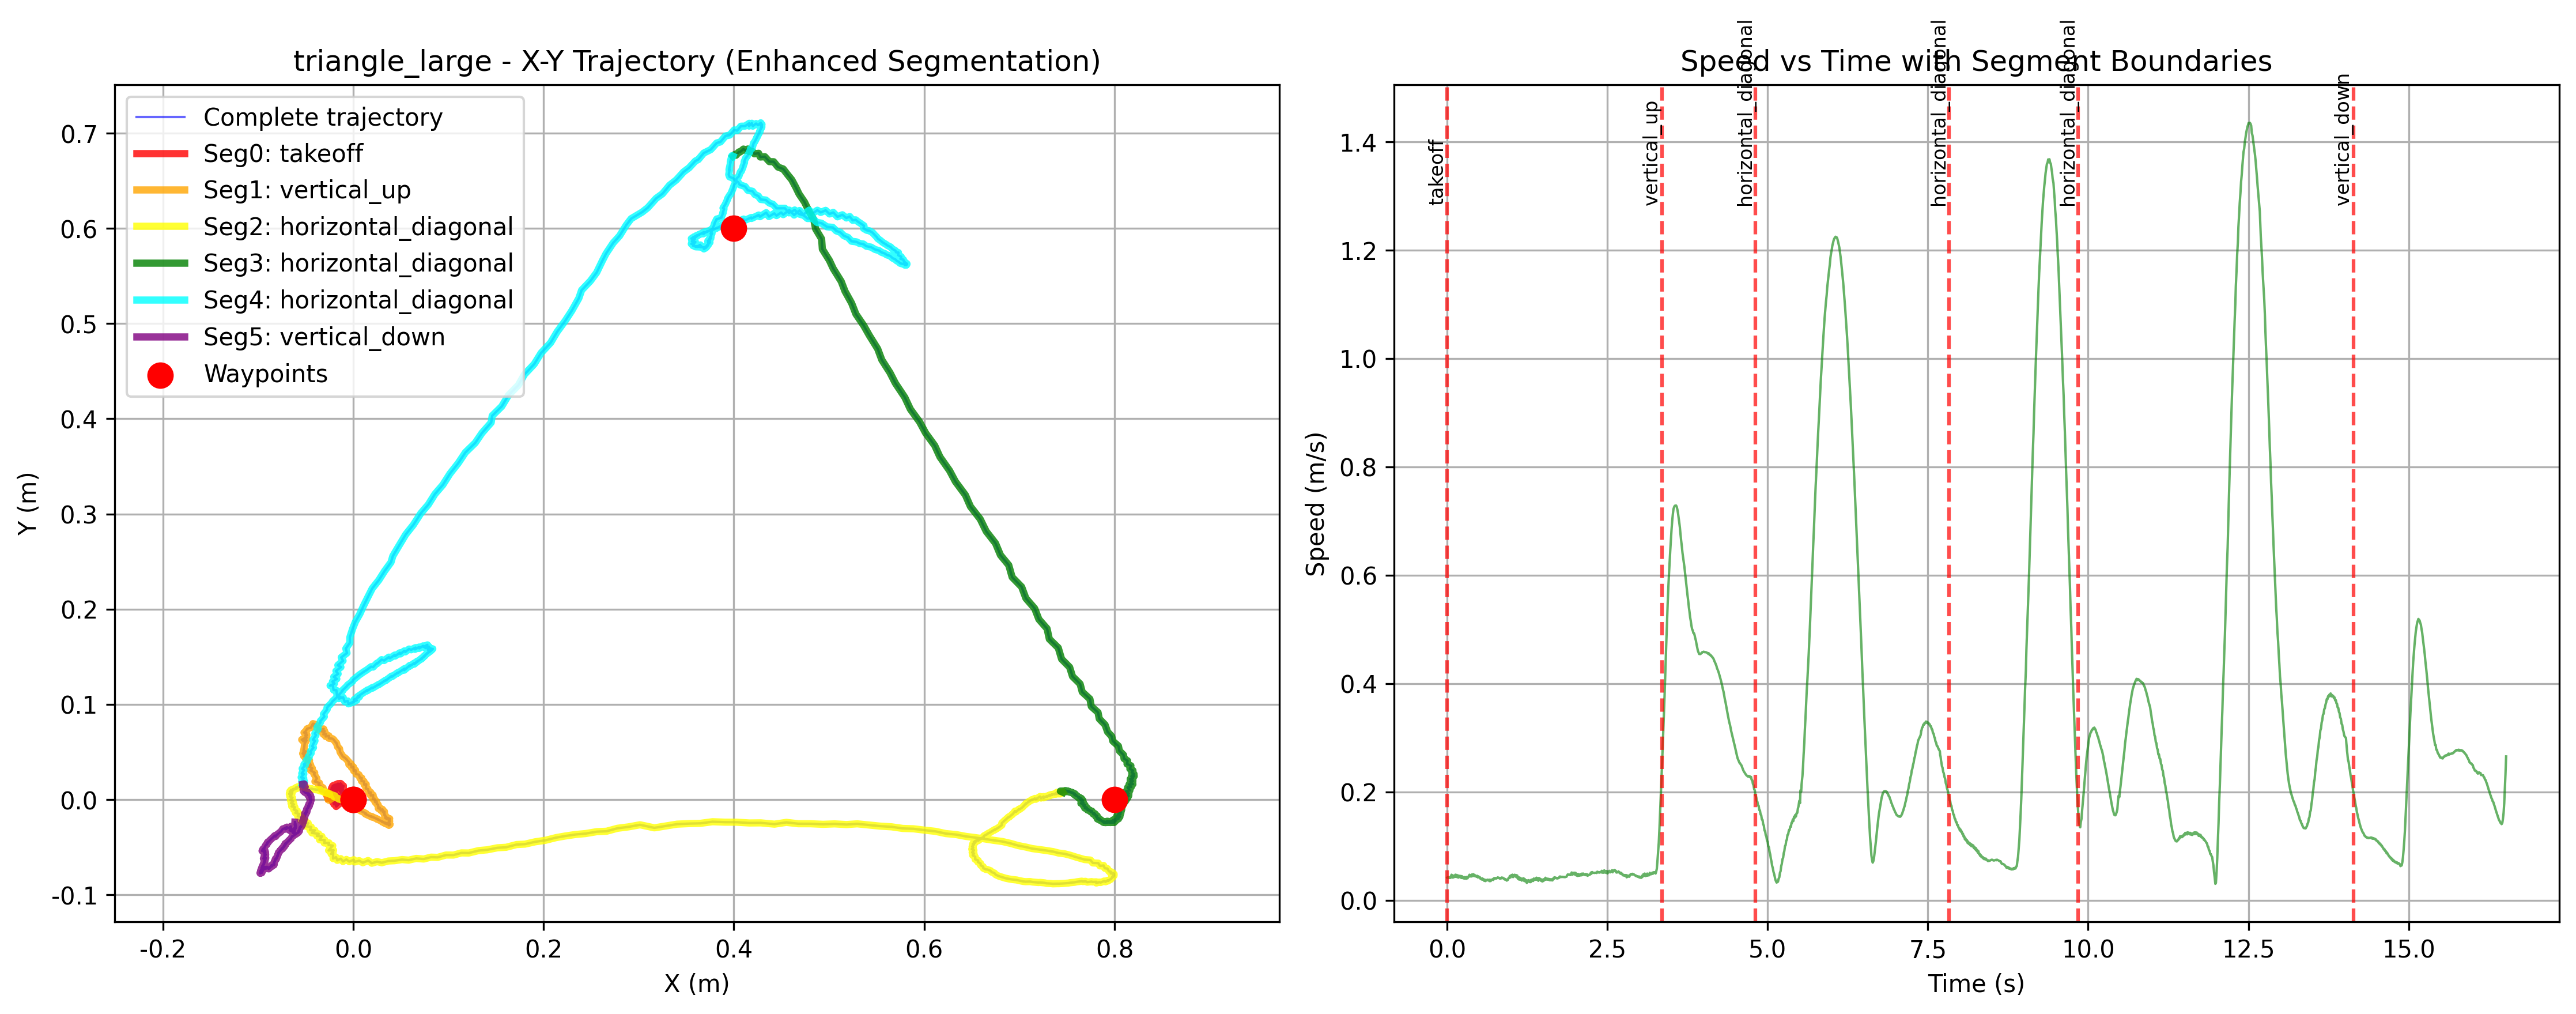 triangle_large - X-Y Trajectory (Enhanced Segmentation)
Complete trajectory
Seg0: takeoff
Seg1: vertical_up
Seg2: horizontal_diagonal
Seg3: horizontal_diagonal
Seg4: horizontal_diagonal
Seg5: vertical_down
Waypoints
0.7
0.6
0.5
0.4
0.3
0.2
0.1
0.0
-0.1
Y (m)
-0.2
0.0
0.2
0.4
0.6
0.8
X (m)
Speed vs Time with Segment Boundaries
takeoff
vertical_up
horizontal_diagonal
horizontal_diagonal
horizontal_diagonal
vertical_down
1.4
1.2
1.0
0.8
0.6
0.4
0.2
0.0
Speed (m/s)
0.0
2.5
5.0
7.5
10.0
12.5
15.0
Time (s)